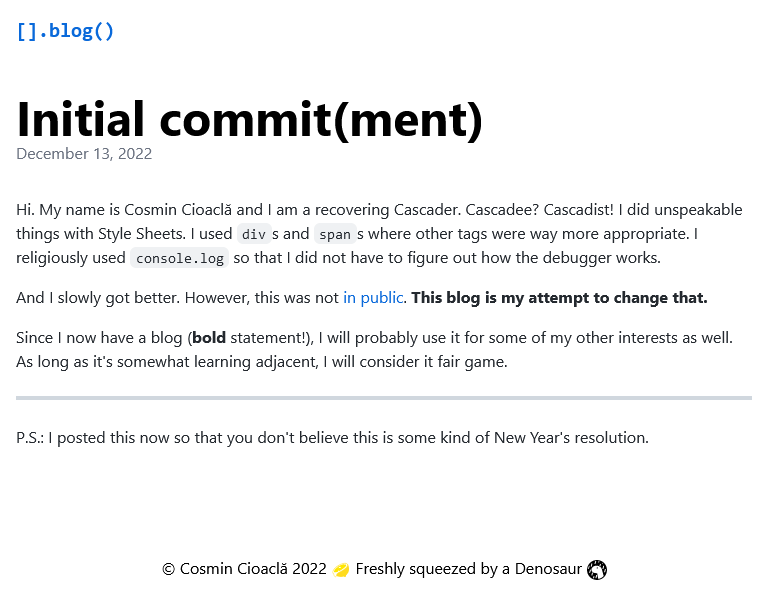 [].blog()
Initial commit(ment)
December 13, 2022
Hi. My name is Cosmin Cioaclă and I am a recovering Cascader. Cascadee? Cascadist! I did unspeakable
things with Style Sheets. I used div s and span s where other tags were way more appropriate. I
religiously used console.log so that I did not have to figure out how the debugger works.
And I slowly got better. However, this was not in public. This blog is my attempt to change that.
Since I now have a blog (bold statement!), I will probably use it for some of my other interests as well.
As long as it's somewhat learning adjacent, I will consider it fair game.
P.S.: I posted this now so that you don't believe this is some kind of New Year's resolution.
© Cosmin Cioaclă 2022 🍋 Freshly squeezed by a Denosaur